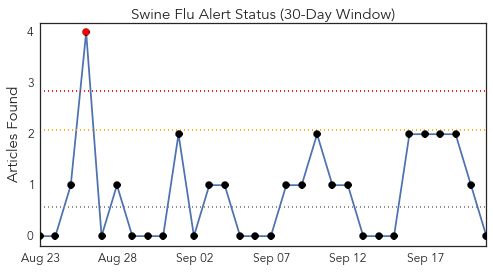 Swine Flu Alert Status (30-Day Window)
Articles Found
4
3
2
1
0
Aug 23 Aug 28 Sep 02 Sep 07 Sep 12 Sep 17